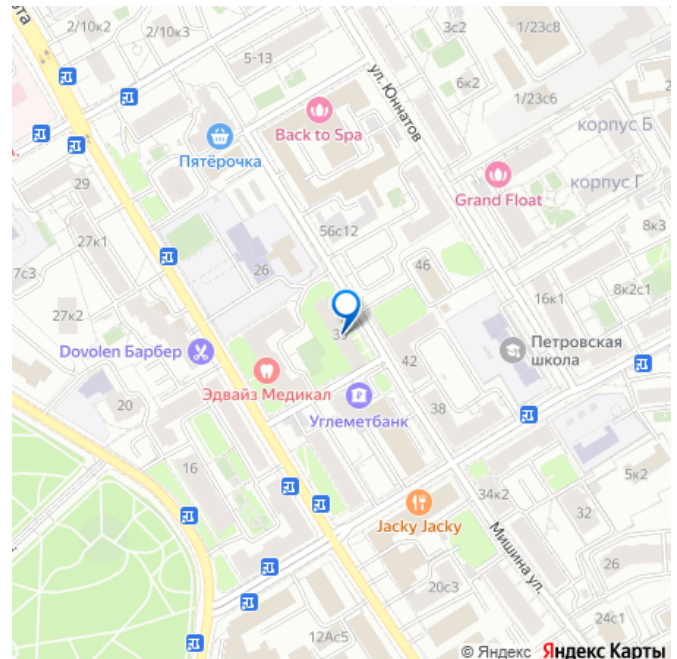 2/10к2
2/10к3
3с2
1/23с8
5-13
ул. Юннатов
6к2
1/23с6
Back to Spa
корпус Б
Пятёрочка
29
Grand Float
корпус Г
56с12
8к3
27к1
26
46
7с3
8к2с1
16к1
27к2
39
Петровская
школа
Dovolen Барбер
42
Эдвайз Медикал
20
Углеметбанк
38
16
5к2
34к2
32
Jacky Jacky
Мишина ул.
26
20с3
24с1
12Ас5
© Яндекс Яндекс Карты